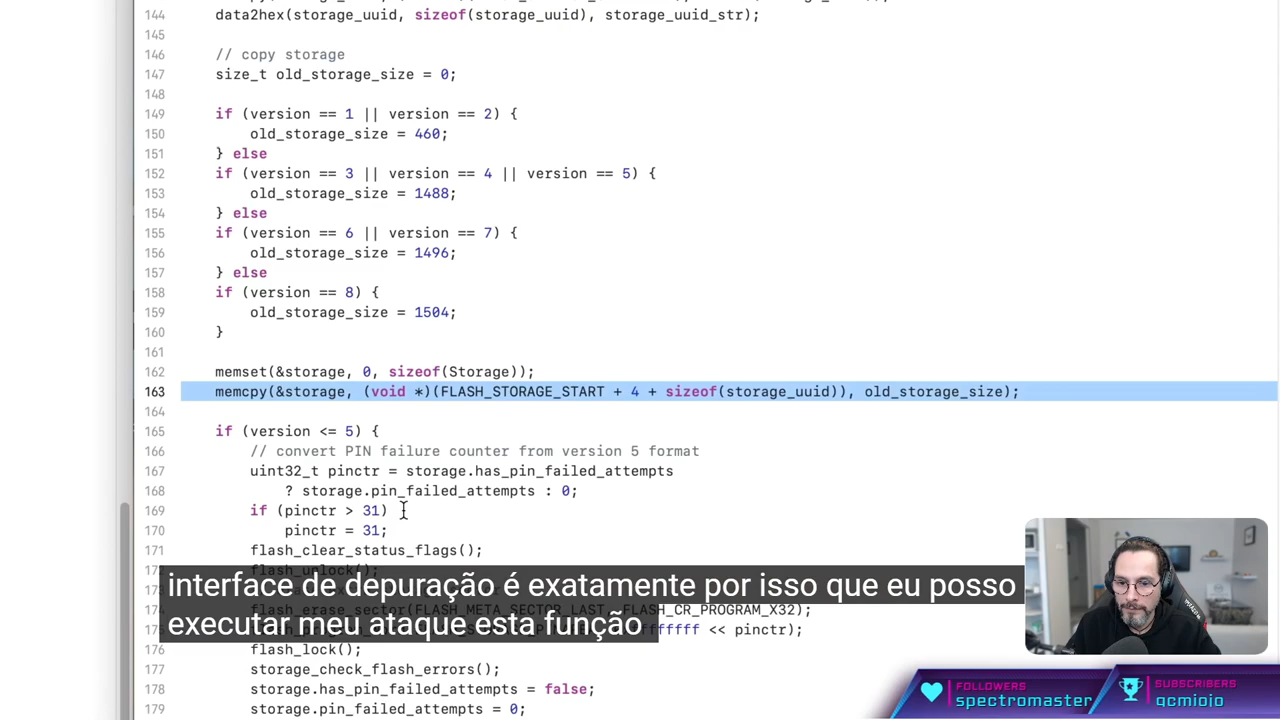 144 data2hex(storage_uuid, sizeof(storage_uuid), storage_uuid_str);
145
146 // copy storage
147 size_t old_storage_size = 0;
148
149 if (version == 1 || version == 2) {
150 old_storage_size = 460;
151 } else
152 if (version == 3 || version == 4 || version == 5) {
153 old_storage_size = 1488;
154 } else
155 if (version == 6 || version == 7) {
156 old_storage_size = 1496;
157 } else
158 if (version == 8) {
159 old_storage_size = 1504;
160 }
161
162 memset(&storage, 0, sizeof(Storage));
163 memcpy(&storage, (void *)(FLASH_STORAGE_START + 4 + sizeof(storage_uuid)), old_storage_size);
164
165 if (version <= 5) {
166 // convert PIN failure counter from version 5 format
167 uint32_t pinctr = storage.has_pin_failed_attempts
168 ? storage.pin_failed_attempts : 0;
169 if (pinctr > 31)
170 pinctr = 31;
171 flash_clear_status_flags();
interface de depuração é exatamente por isso que eu posso
executar meu ataque esta função
FLASH_CR_PROGRAM_X32);
<< pinctr);
176 flash_lock();
177 storage_check_flash_errors();
178 storage.has_pin_failed_attempts = false;
179 storage.pin_failed_attempts = 0;
FOLLOWERS
spectromaster
SUBSCRIBERS
qcmiojo